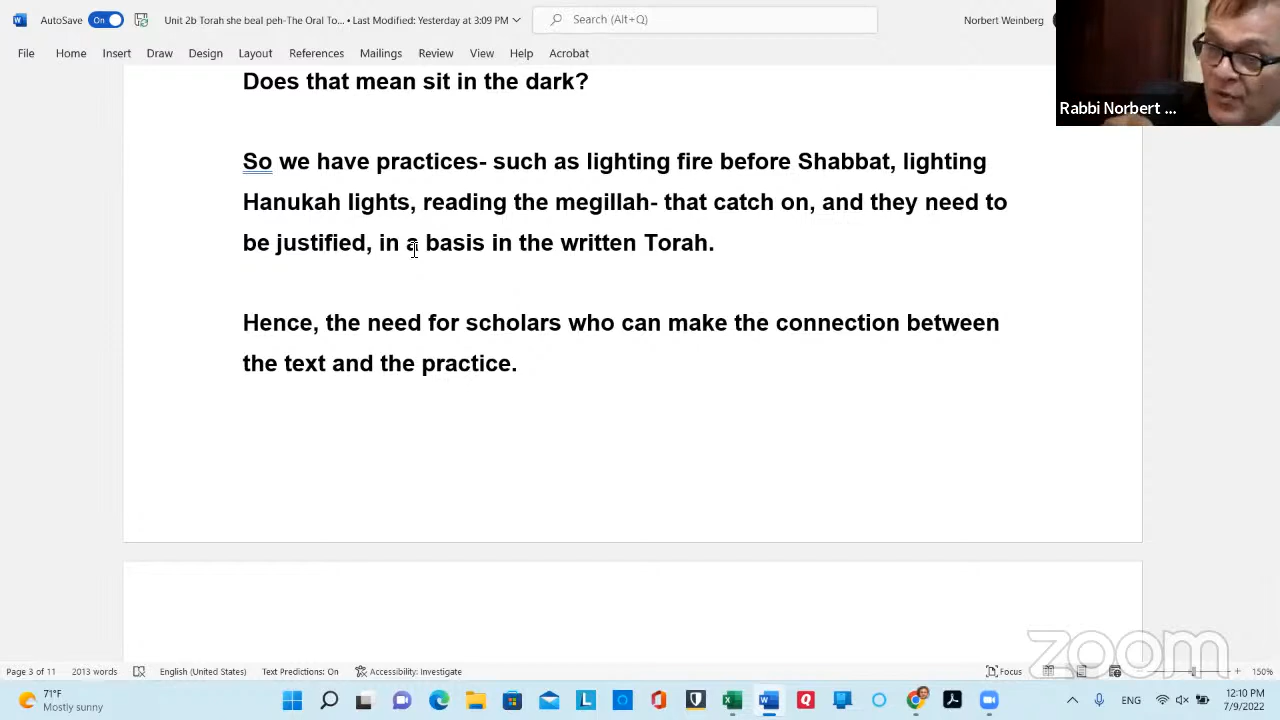 AutoSave On Unit 2b Torah she beal peh-The Oral To... • Last Modified: Yesterday at 3:09 PM Search (Alt+Q) Norbert Weinberg
File Home Insert Draw Design Layout References Mailings Review View Help Acrobat
Rabbi Norbert ...
Does that mean sit in the dark?
So we have practices- such as lighting fire before Shabbat, lighting
Hanukah lights, reading the megillah- that catch on, and they need to
be justified, in a basis in the written Torah.
Hence, the need for scholars who can make the connection between
the text and the practice.
zoom
Page 3 of 11 2013 words English (United States) Text Predictions: On Accessibility: Investigate Focus 150%
71°F
Mostly sunny
ENG
12:10 PM
7/9/2022